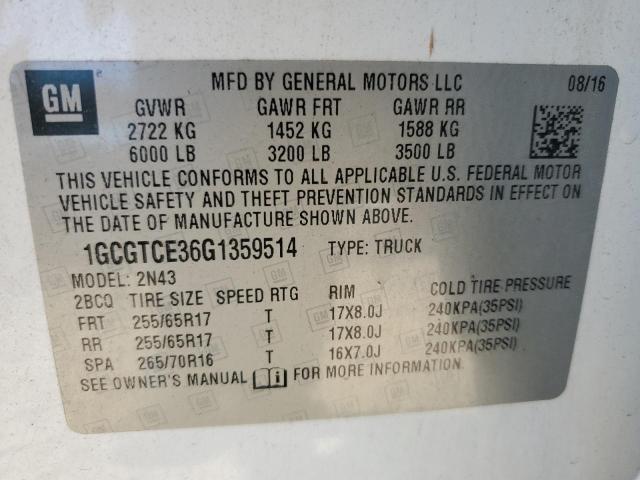 GM
MFD BY GENERAL MOTORS LLC 08/16
GVWR GAWR FRT GAWR RR
2722 KG 1452 KG 1588 KG
6000 LB 3200 LB 3500 LB
THIS VEHICLE CONFORMS TO ALL APPLICABLE U.S. FEDERAL MOTOR
VEHICLE SAFETY AND THEFT PREVENTION STANDARDS IN EFFECT ON
THE DATE OF MANUFACTURE SHOWN ABOVE.
1GCGTCE36G1359514 TYPE: TRUCK
MODEL: 2N43
2BCQ TIRE SIZE SPEED RTG RIM COLD TIRE PRESSURE
FRT 255/65R17 T 17X8.0J 240KPA(35PSI)
RR 255/65R17 T 17X8.0J 240KPA(35PSI)
SPA 265/70R16 T 16X7.0J 240KPA(35PSI)
SEE OWNER'S MANUAL FOR MORE INFORMATION.